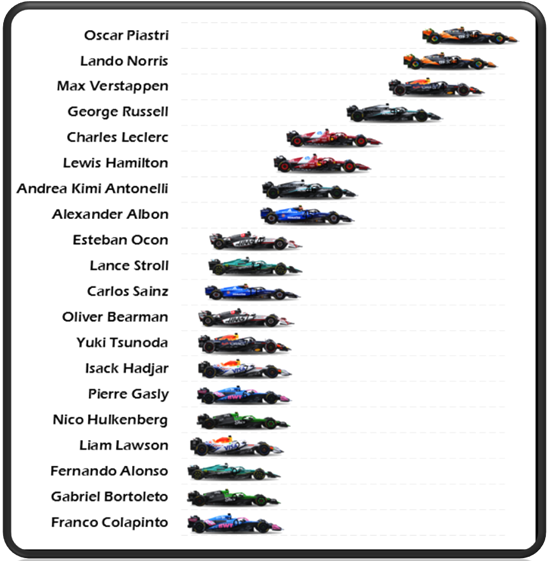 Oscar Piastri
Lando Norris
Max Verstappen
George Russell
Charles Leclerc
Lewis Hamilton
Andrea Kimi Antonelli
Alexander Albon
Esteban Ocon
Lance Stroll
Carlos Sainz
Oliver Bearman
Yuki Tsunoda
Isack Hadjar
Pierre Gasly
Nico Hulkenberg
Liam Lawson
Fernando Alonso
Gabriel Bortoleto
Franco Colapinto